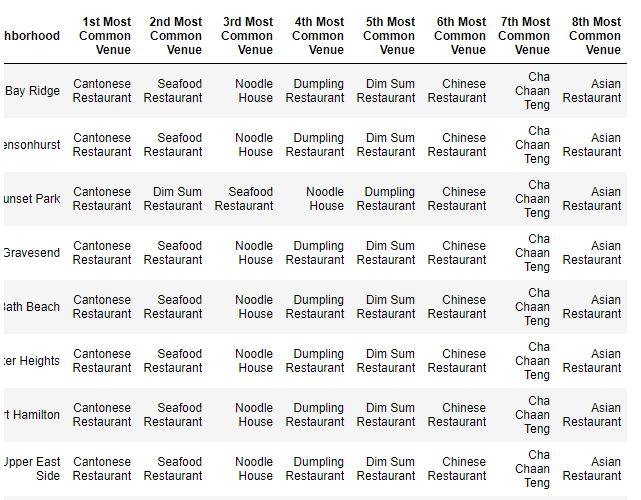 1st Most 2nd Most 3rd Most 4th Most 5th Most 6th Most 7th Most 8th Most
hborhood Common Common Common Common Common Common Common Common
Venue Venue Venue Venue Venue Venue Venue Venue
Cha
Bay Ridge Cantonese Seafood Noodle Dumpling Dim Sum Chinese Chaan Asian
Restaurant Restaurant House Restaurant Restaurant Restaurant Teng Restaurant
Cha
ensonhurst Cantonese Seafood Noodle Dumpling Dim Sum Chinese Chaan Asian
Restaurant Restaurant House Restaurant Restaurant Restaurant Teng Restaurant
Cha
unset Park Cantonese Dim Sum Seafood Noodle Dumpling Chinese Chaan Asian
Restaurant Restaurant Restaurant House Restaurant Restaurant Teng Restaurant
Cha
Gravesend Cantonese Seafood Noodle Dumpling Dim Sum Chinese Chaan Asian
Restaurant Restaurant House Restaurant Restaurant Restaurant Teng Restaurant
Cha
Bath Beach Cantonese Seafood Noodle Dumpling Dim Sum Chinese Chaan Asian
Restaurant Restaurant House Restaurant Restaurant Restaurant Teng Restaurant
Cha
ker Heights Cantonese Seafood Noodle Dumpling Dim Sum Chinese Chaan Asian
Restaurant Restaurant House Restaurant Restaurant Restaurant Teng Restaurant
Cha
rt Hamilton Cantonese Seafood Noodle Dumpling Dim Sum Chinese Chaan Asian
Restaurant Restaurant House Restaurant Restaurant Restaurant Teng Restaurant
Cha
Upper East Cantonese Seafood Noodle Dumpling Dim Sum Chinese Chaan Asian
Side Restaurant Restaurant House Restaurant Restaurant Restaurant Teng Restaurant